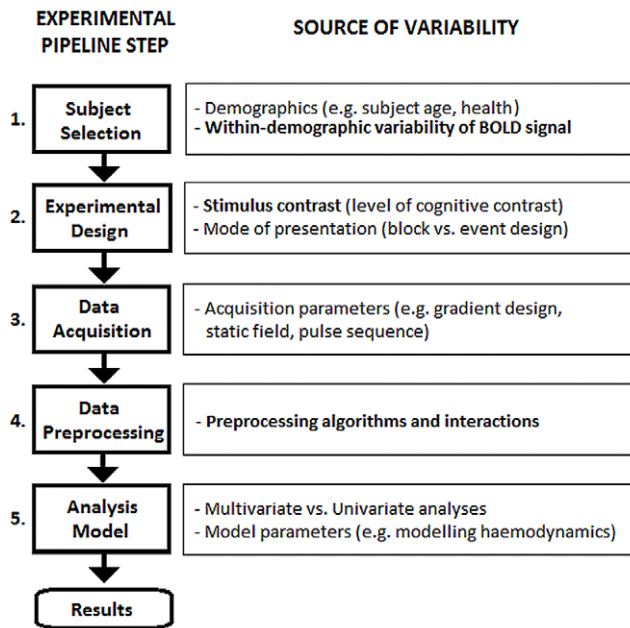 EXPERIMENTAL
PIPELINE STEP
SOURCE OF VARIABILITY
1.
Subject
Selection
- Demographics (e.g. subject age, health)
- Within-demographic variability of BOLD signal
2.
Experimental
Design
- Stimulus contrast (level of cognitive contrast)
- Mode of presentation (block vs. event design)
3.
Data
Acquisition
- Acquisition parameters (e.g. gradient design,
static field, pulse sequence)
4.
Data
Preprocessing
- Preprocessing algorithms and interactions
5.
Analysis
Model
- Multivariate vs. Univariate analyses
- Model parameters (e.g. modelling haemodynamics)
Results